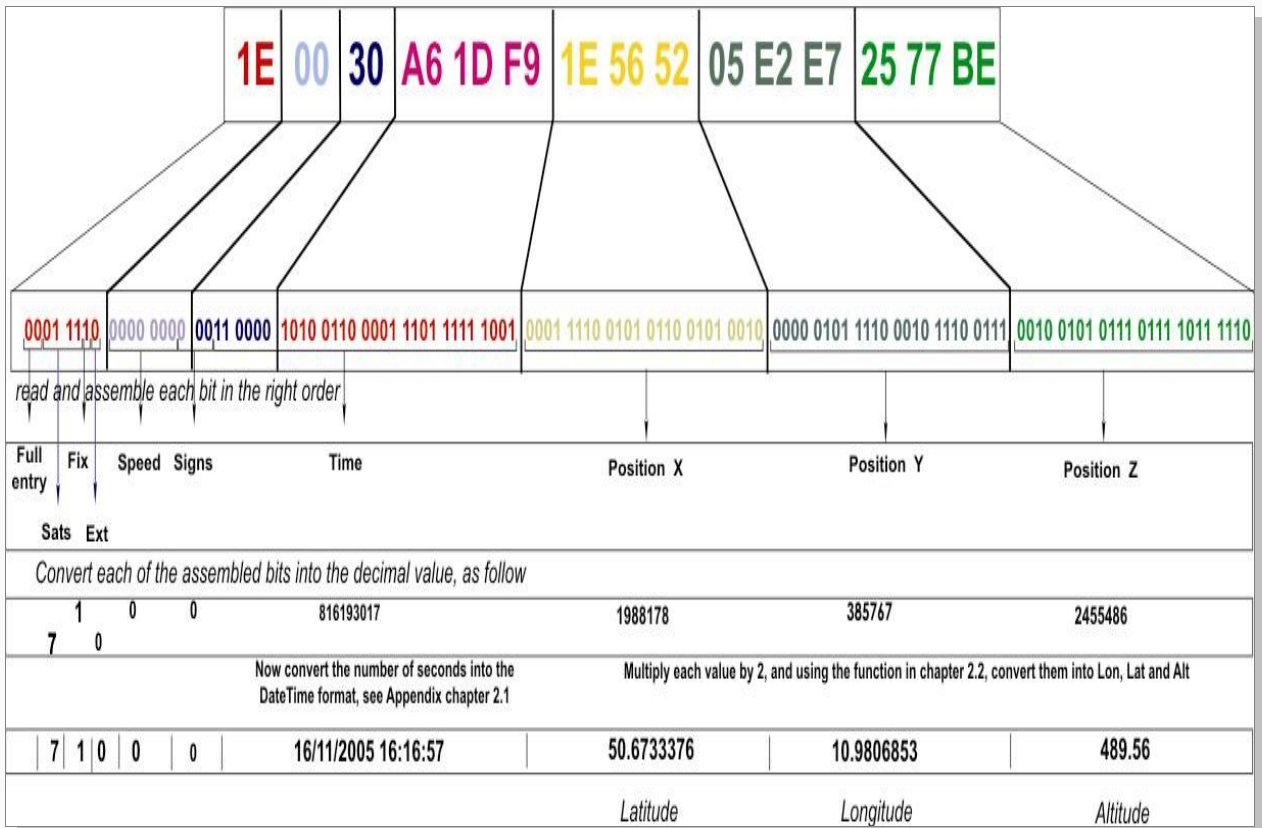 1E 00 30 A6 1D F9 1E 56 52 05 E2 E7 25 77 BE
0001 1110 0000 0000 0011 0000 1010 0110 0001 1101 1111 1001 0001 1110 0101 0110 0101 0010 0000 0101 1110 0010 1110 0111 0010 0101 0111 0111 1011 1110
read and assemble each bit in the right order
Full entry Fix Speed Signs Time Position X Position Y Position Z
Sats Ext
Convert each of the assembled bits into the decimal value, as follow
1 0 0 816193017 1988178 385767 2455486
7 0
Now convert the number of seconds into the
DateTime format, see Appendix chapter 2.1
Multiply each value by 2, and using the function in chapter 2.2, convert them into Lon, Lat and Alt
7 1 0 0 0 16/11/2005 16:16:57 50.6733376 10.9806853 489.56
Latitude Longitude Altitude